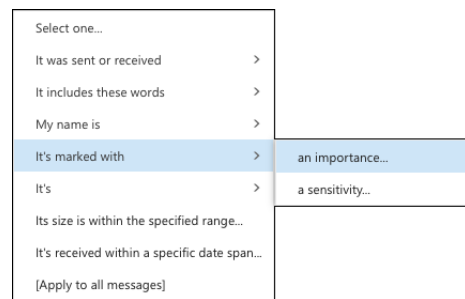 Select one...
It was sent or received
It includes these words
My name is
It's marked with
an importance...
It's
a sensitivity...
Its size is within the specified range...
It's received within a specific date span...
[Apply to all messages]